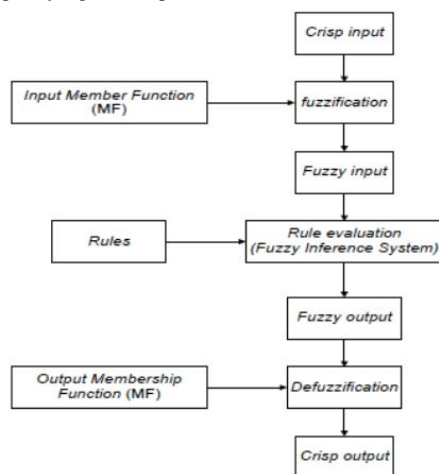 Crisp input
Input Member Function
(MF)
fuzzification
Fuzzy input
Rules
Rule evaluation
(Fuzzy Inference System)
Fuzzy output
Output Membership
Function (MF)
Defuzzification
Crisp output